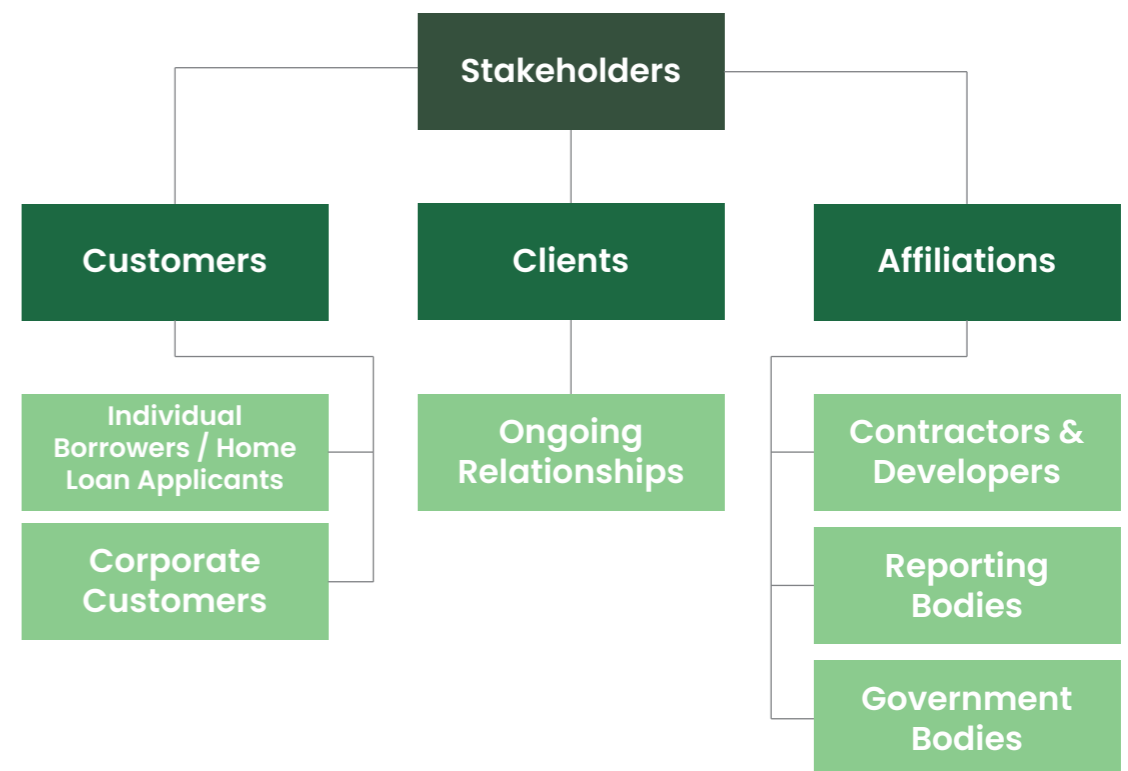 Stakeholders
Customers
Clients
Affiliations
Individual
Borrowers / Home
Loan Applicants
Corporate
Customers
Ongoing
Relationships
Contractors &
Developers
Reporting
Bodies
Government
Bodies